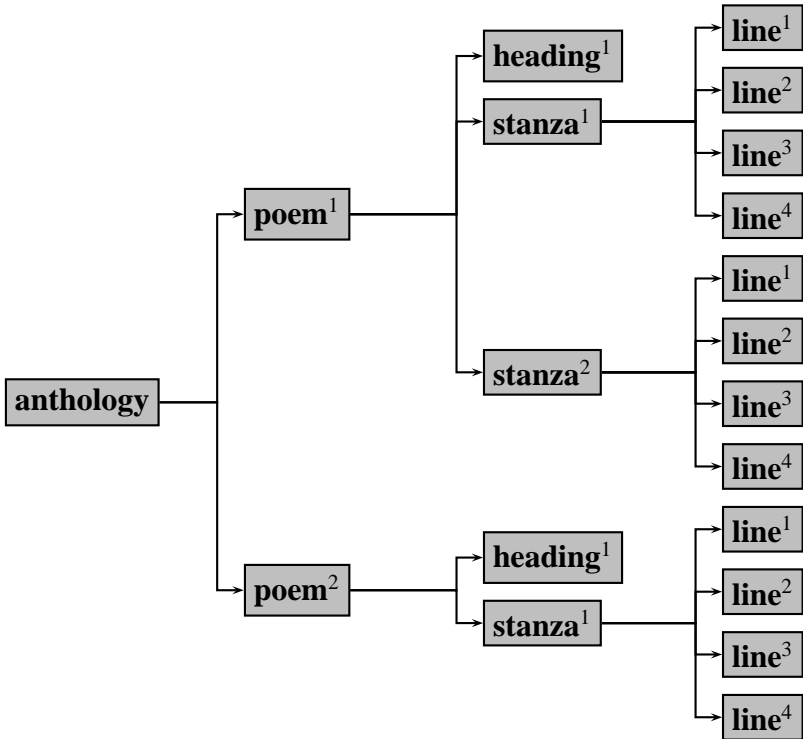 line¹
heading¹
line²
stanza¹
line³
poem¹
line⁴
line¹
line²
stanza²
anthology
line³
line⁴
line¹
heading¹
poem²
line²
stanza¹
line³
line⁴